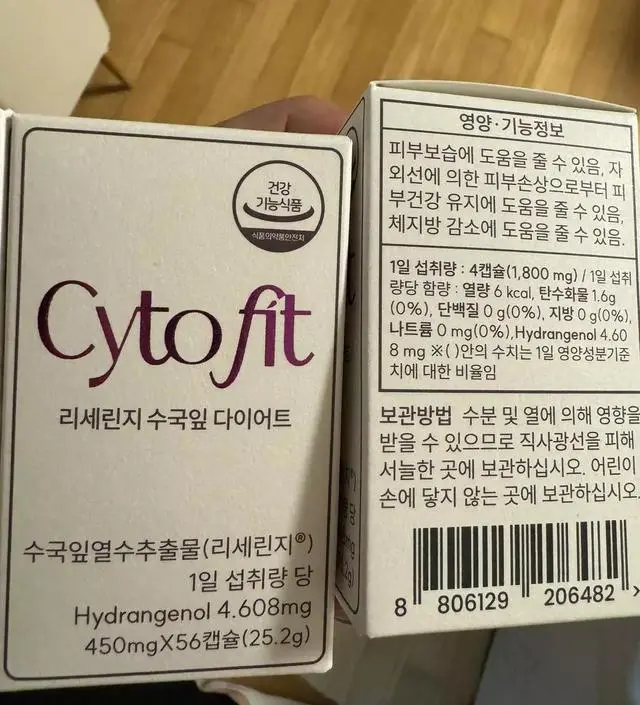 건강
기능식품
식품의약품안전처
Cyto fit
리세린지 수국잎 다이어트
수국잎열수추출물(리세린지®)
1일 섭취량 당
Hydrangenol 4.608mg
450mgX56캡슐(25.2g)
영양·기능정보
피부보습에 도움을 줄 수 있음, 자
외선에 의한 피부손상으로부터 피
부건강 유지에 도움을 줄 수 있음,
체지방 감소에 도움을 줄 수 있음.
1일 섭취량 : 4캡슐(1,800 mg) / 1일 섭취
량당 함량 : 열량 6 kcal, 탄수화물 1.6g
(0%), 단백질 0 g(0%), 지방 0 g(0%),
나트륨 0 mg(0%),Hydrangenol 4.60
8 mg ※( )안의 수치는 1일 영양성분기준
치에 대한 비율임
보관방법 수분 및 열에 의해 영향을
받을 수 있으므로 직사광선을 피해
서늘한 곳에 보관하십시오. 어린이
손에 닿지 않는 곳에 보관하십시오.
8 806129 206482 >